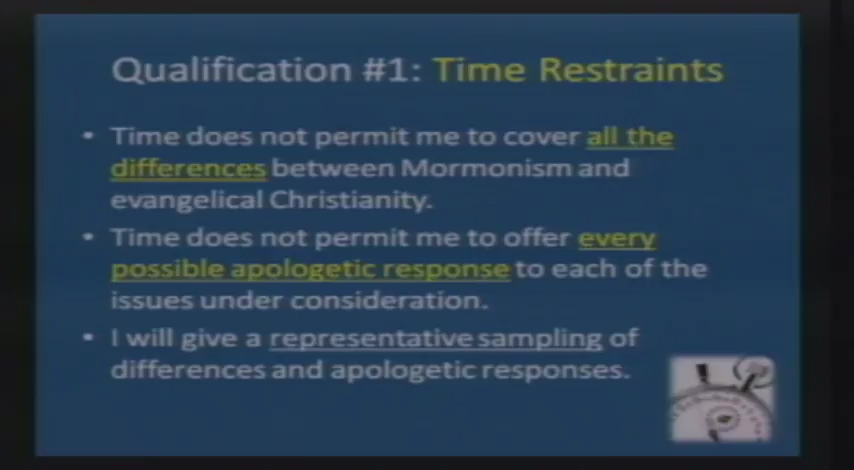 Qualification #1: Time Restraints
• Time does not permit me to cover all the
differences between Mormonism and
evangelical Christianity.
• Time does not permit me to offer every
possible apologetic response to each of the
issues under consideration.
• I will give a representative sampling of
differences and apologetic responses.